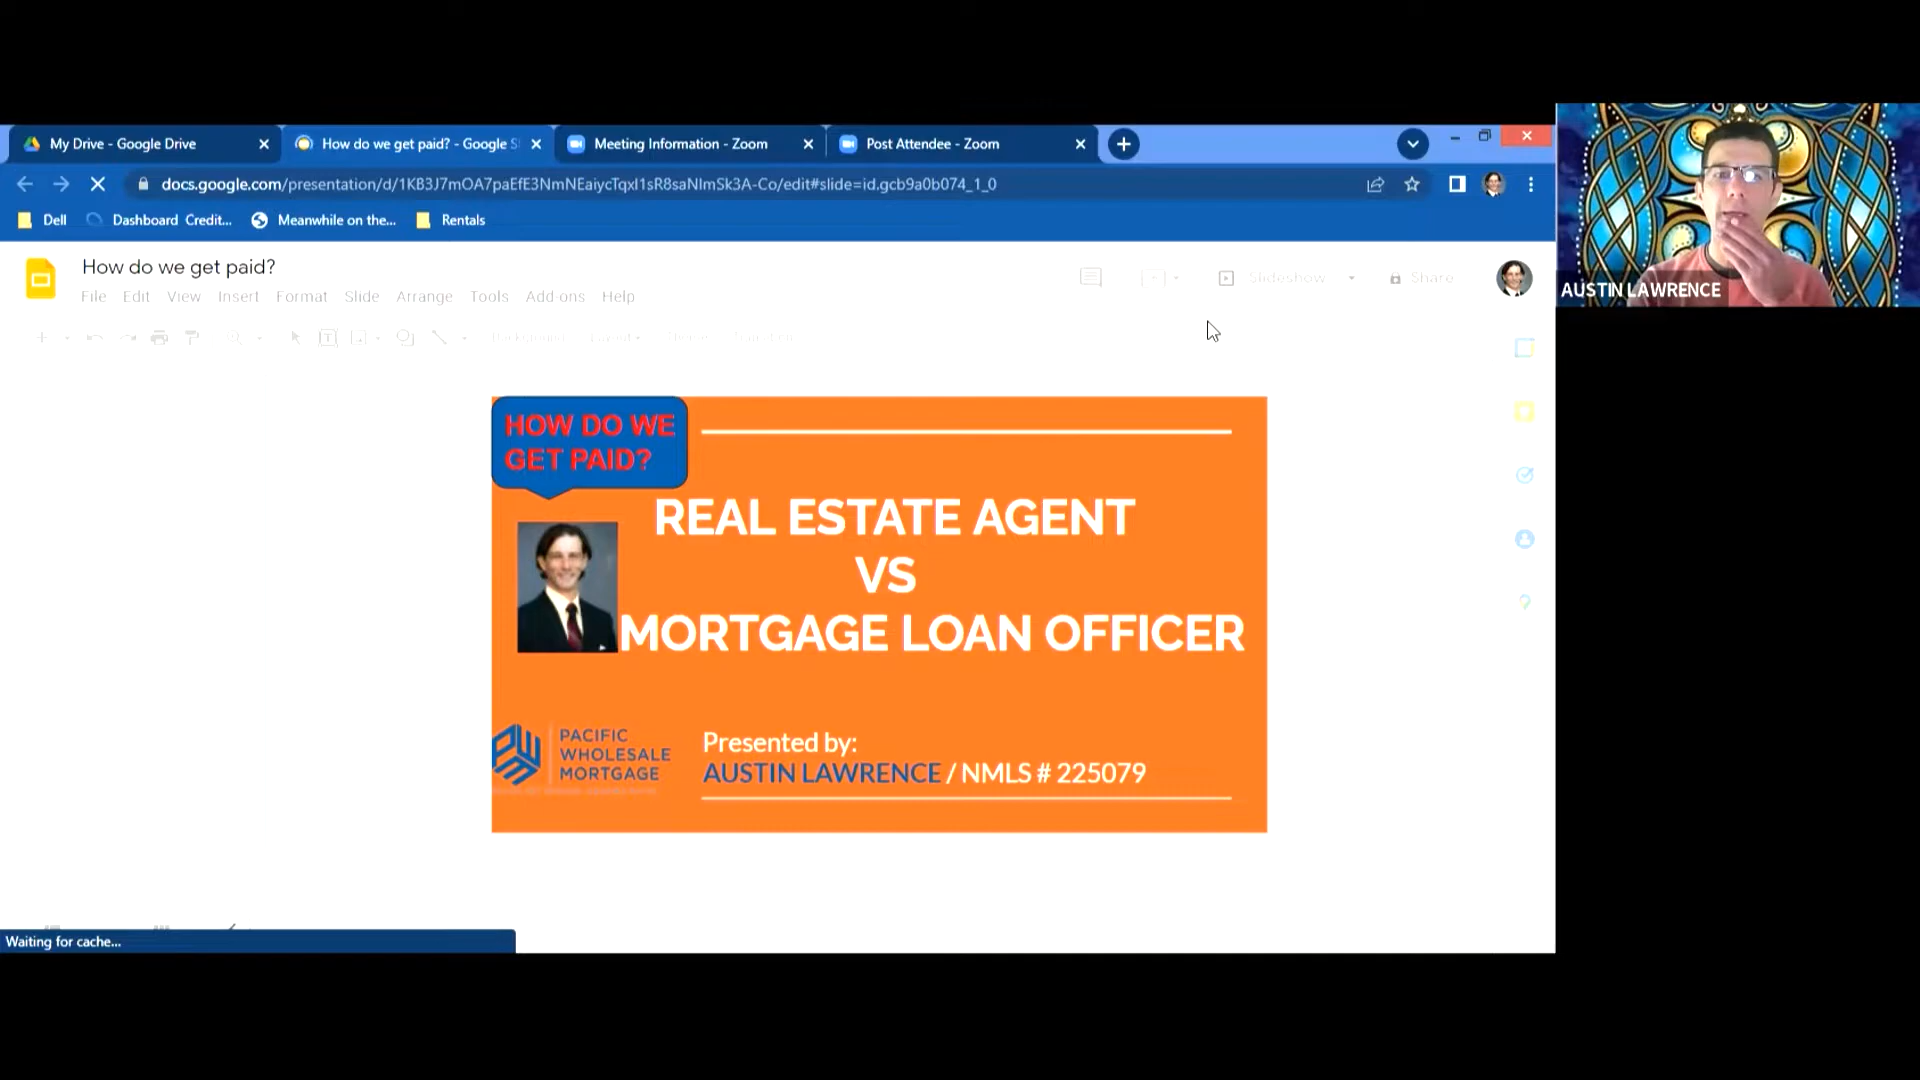 My Drive - Google Drive
How do we get paid? - Google S
Meeting Information - Zoom
Post Attendee - Zoom
docs.google.com/presentation/d/1KB3J7mOA7paEfE3NmNEaiycTqxI1sR8saNlmSk3A-Co/edit#slide=id.gcb9a0b074_1_0
Dell
Dashboard Credit...
Meanwhile on the...
Rentals
How do we get paid?
File Edit View Insert Format Slide Arrange Tools Add-ons Help
Slideshow
Share
AUSTIN LAWRENCE
HOW DO WE
GET PAID?
REAL ESTATE AGENT
VS
MORTGAGE LOAN OFFICER
PACIFIC
WHOLESALE
MORTGAGE
Presented by:
AUSTIN LAWRENCE / NMLS # 225079
Waiting for cache...